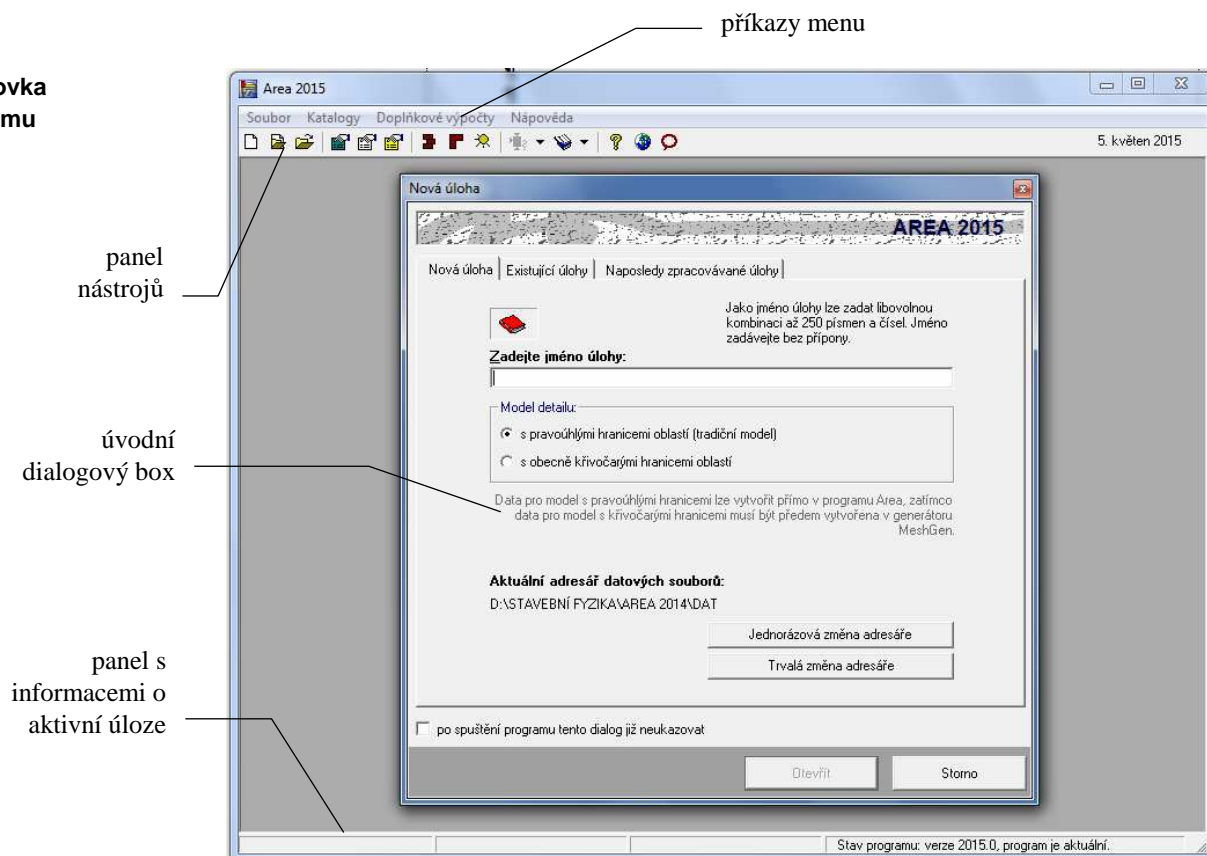 příkazy menu
ovka
mu
Area 2015
Soubor Katalogy Doplňkové výpočty Nápověda
5. květen 2015
Nová úloha
AREA 2015
panel
nástrojů
Nová úloha Existující úlohy Naposledy zpracovávané úlohy
Jako jméno úlohy lze zadat libovolnou
kombinaci až 250 písmen a čísel. Jméno
zadávejte bez přípony.
Zadejte jméno úlohy:
Model detailu:
s pravoúhlými hranicemi oblastí (tradiční model)
s obecně křivočarými hranicemi oblastí
úvodní
dialogový box
Data pro model s pravoúhlými hranicemi lze vytvořit přímo v programu Area, zatímco
data pro model s křivočarými hranicemi musí být předem vytvořena v generátoru
MeshGen.
Aktuální adresář datových souborů:
D:\STAVEBNÍ FYZIKA\AREA 2014\DAT
Jednorázová změna adresáře
Trvalá změna adresáře
panel s
informacemi o
aktivní úloze
po spuštění programu tento dialog již neukazovat
Otevřít Storno
Stav programu: verze 2015.0, program je aktuální.